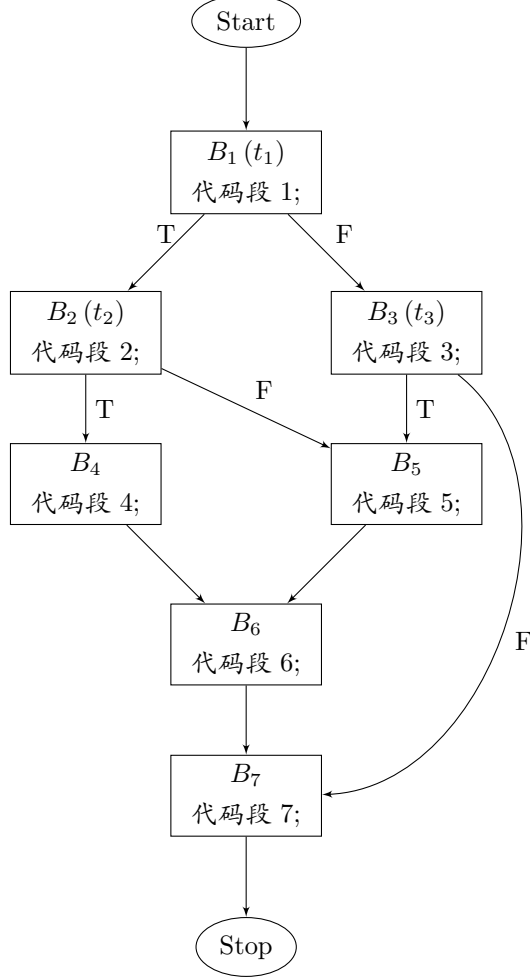 Start
B₁ (t₁)
代码段 1;
T
F
B₂ (t₂)
代码段 2;
B₃ (t₃)
代码段 3;
T
F
T
B₄
代码段 4;
B₅
代码段 5;
B₆
代码段 6;
F
B₇
代码段 7;
Stop